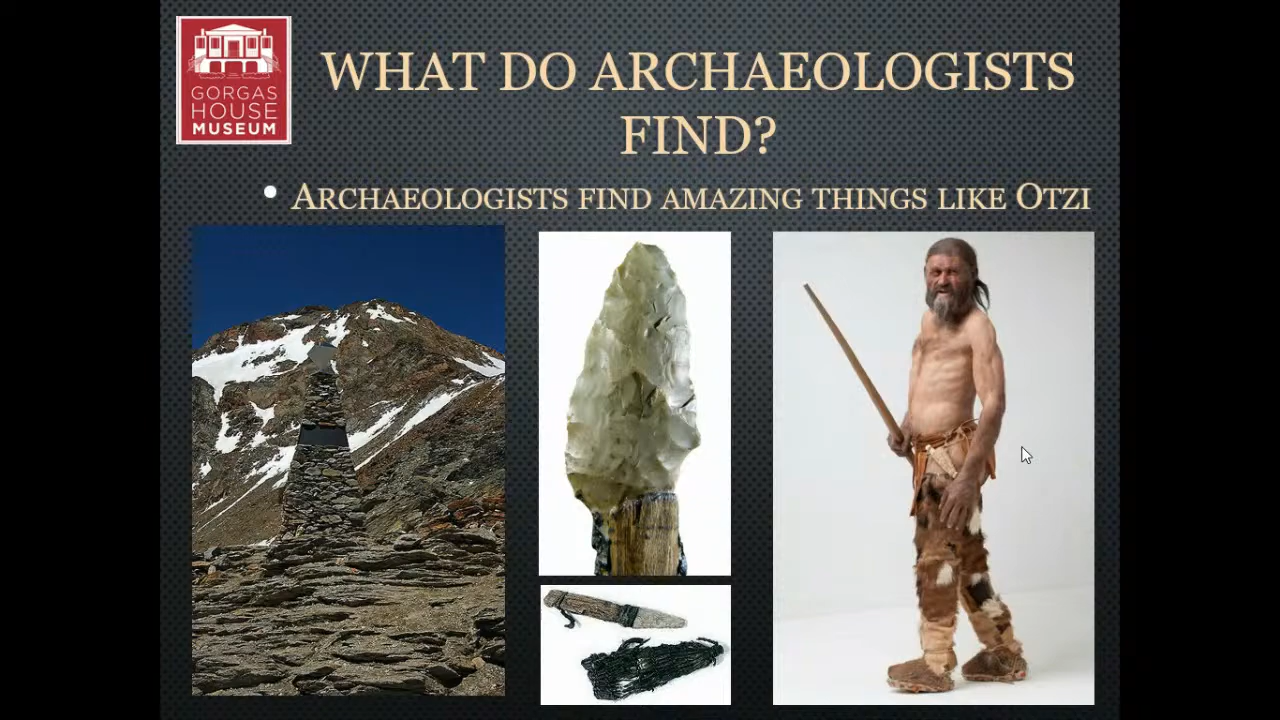 GORGAS
HOUSE
MUSEUM
WHAT DO ARCHAEOLOGISTS
FIND?
• ARCHAEOLOGISTS FIND AMAZING THINGS LIKE OTZI